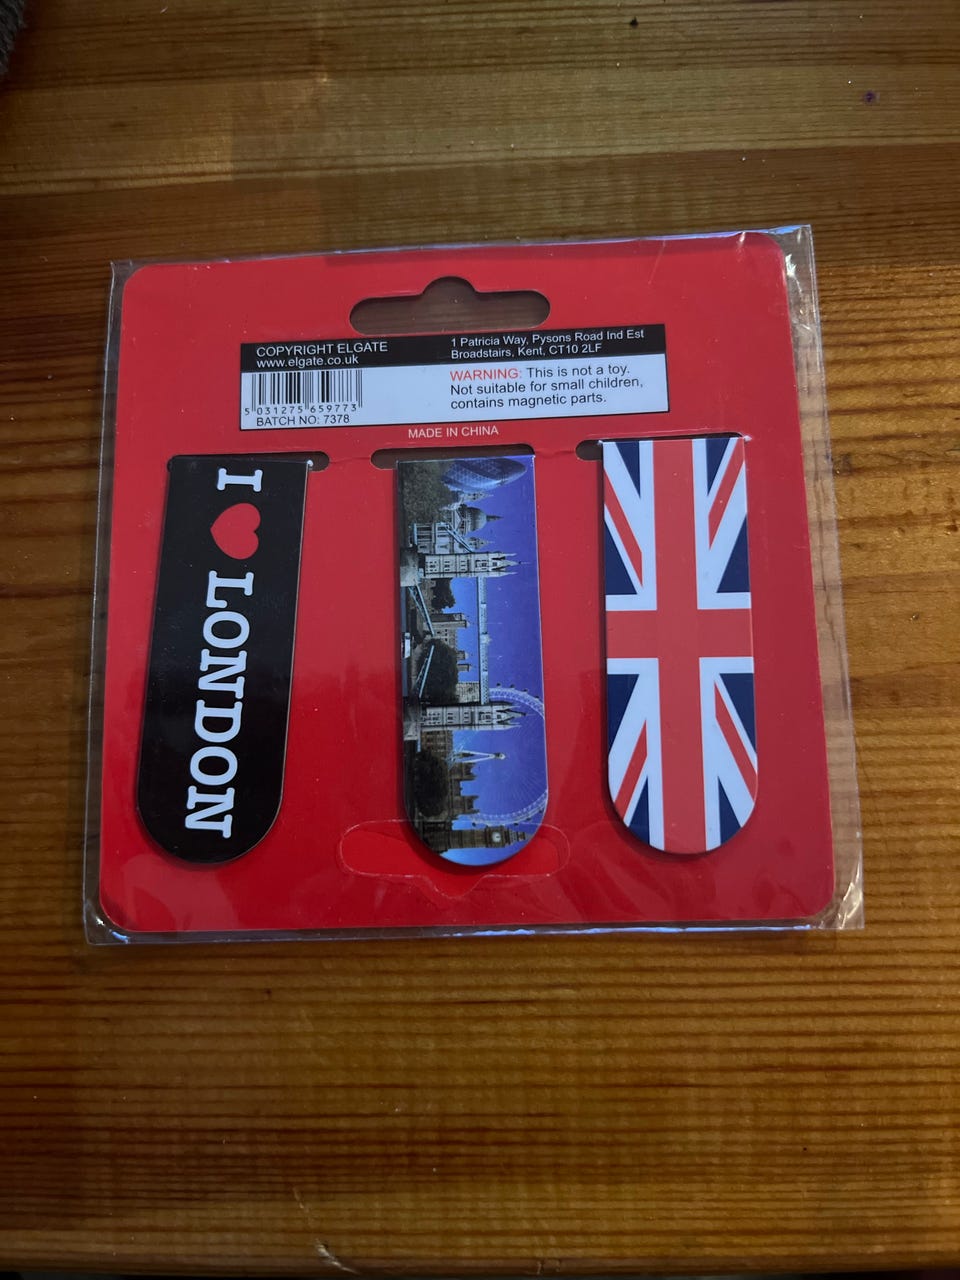 COPYRIGHT ELGATE
www.elgate.co.uk
1 Patricia Way, Pysons Road Ind Est
Broadstairs, Kent, CT10 2LF
5 031275 659773
BATCH NO: 7378
WARNING: This is not a toy.
Not suitable for small children,
contains magnetic parts.
MADE IN CHINA
I ♥ LONDON